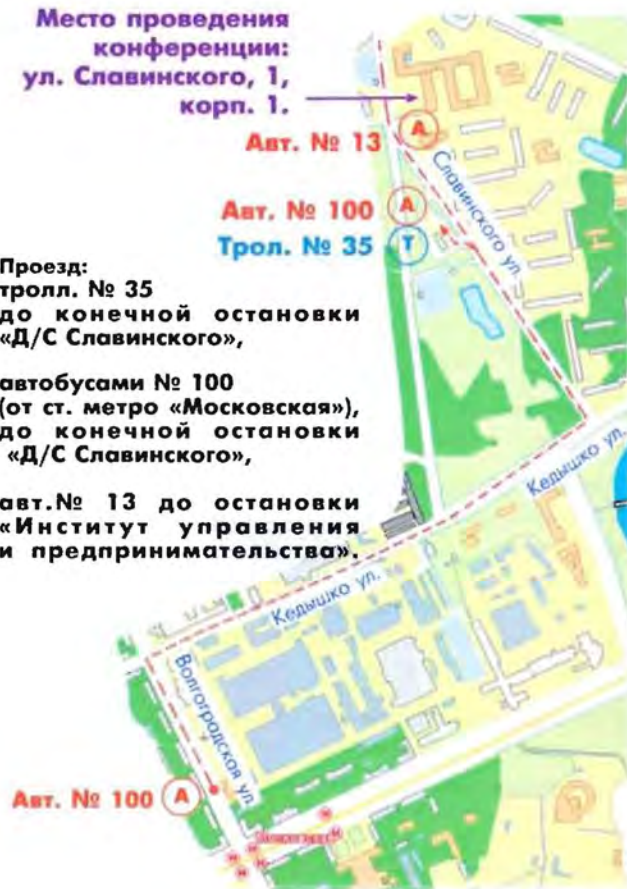 Место проведения
конференции:
ул. Славинского, 1,
корп. 1.
Авт. № 13 А
Славинского ул.
Авт. № 100 А
Трол. № 35 Т
Проезд:
тролл. № 35
до конечной остановки
«Д/С Славинского»,
автобусами № 100
(от ст. метро «Московская»),
до конечной остановки
«Д/С Славинского»,
авт.№ 13 до остановки
«Институт управления
и предпринимательства».
Кедышко ул.
Кедышко ул.
Волгоградская ул.
Авт. № 100 А